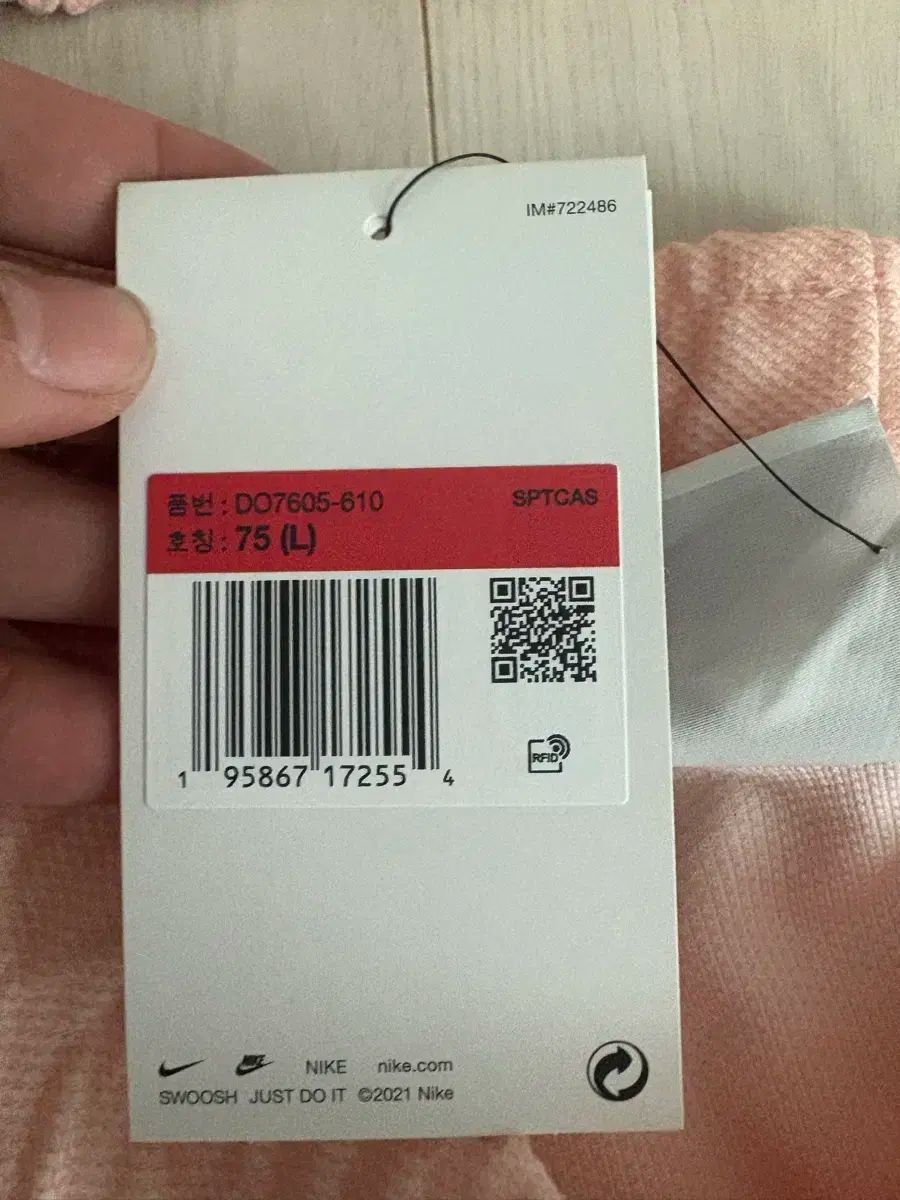 IM#722486
품번 : DO7605-610 SPTCAS
호칭 : 75 (L)
1 95867 17255 4
RFID
NIKE
NIKE nike.com
SWOOSH JUST DO IT ©2021 Nike